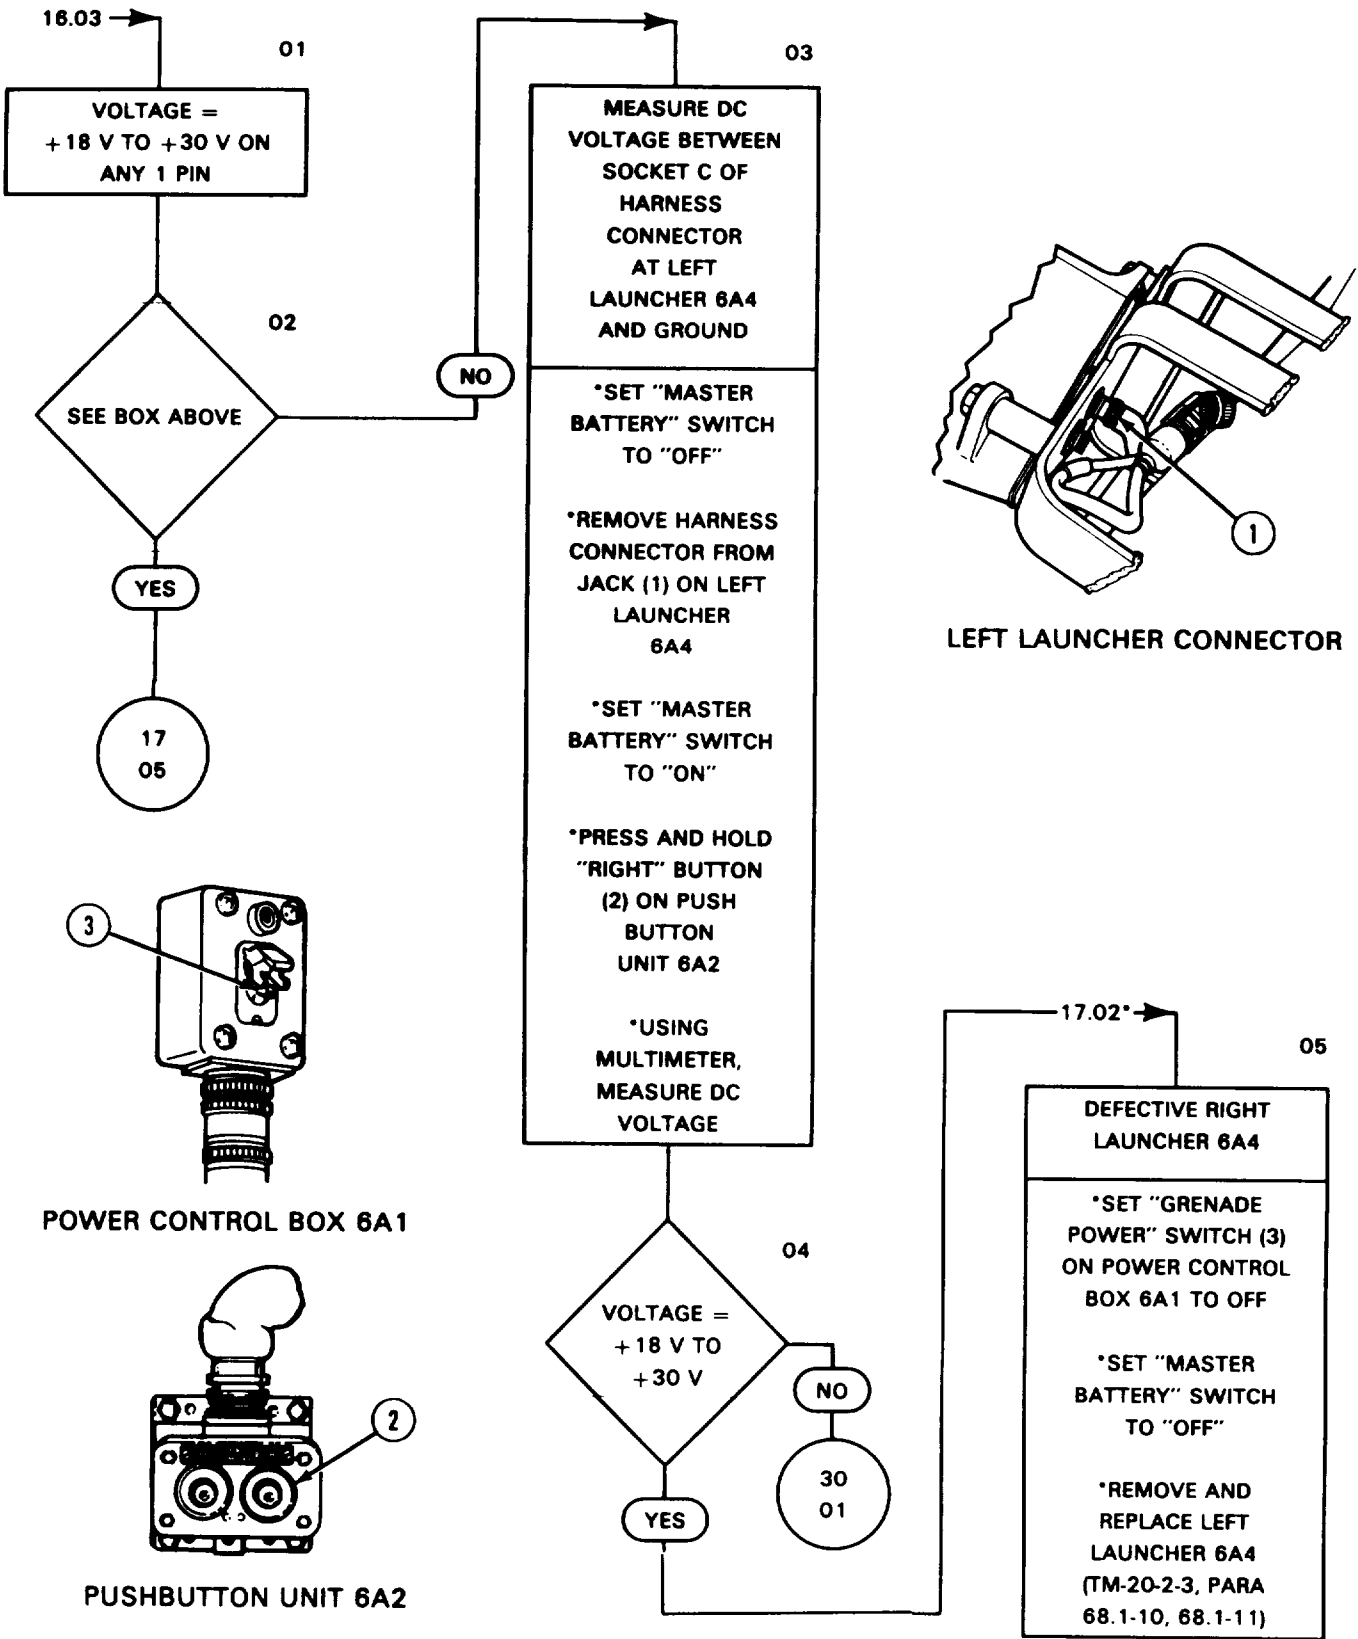 16.03
01
VOLTAGE =
+18 V TO +30 V ON
ANY 1 PIN
02
SEE BOX ABOVE
NO
YES
17
05
03
MEASURE DC
VOLTAGE BETWEEN
SOCKET C OF
HARNESS
CONNECTOR
AT LEFT
LAUNCHER 6A4
AND GROUND
*SET "MASTER
BATTERY" SWITCH
TO "OFF"
*REMOVE HARNESS
CONNECTOR FROM
JACK (1) ON LEFT
LAUNCHER
6A4
*SET "MASTER
BATTERY" SWITCH
TO "ON"
*PRESS AND HOLD
"RIGHT" BUTTON
(2) ON PUSH
BUTTON
UNIT 6A2
*USING
MULTIMETER,
MEASURE DC
VOLTAGE
1
LEFT LAUNCHER CONNECTOR
3
POWER CONTROL BOX 6A1
2
PUSHBUTTON UNIT 6A2
04
VOLTAGE =
+18 V TO
+30 V
NO
30
01
YES
17.02*
05
DEFECTIVE RIGHT
LAUNCHER 6A4
*SET "GRENADE
POWER" SWITCH (3)
ON POWER CONTROL
BOX 6A1 TO OFF
*SET "MASTER
BATTERY" SWITCH
TO "OFF"
*REMOVE AND
REPLACE LEFT
LAUNCHER 6A4
(TM-20-2-3, PARA
68.1-10, 68.1-11)